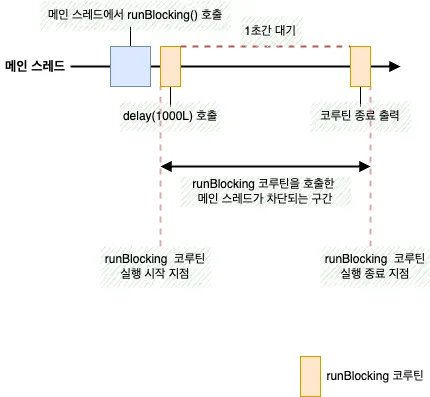 메인 스레드에서 runBlocking() 호출
1초간 대기
메인 스레드
delay(1000L) 호출
코루틴 종료 출력
runBlocking 코루틴을 호출한
메인 스레드가 차단되는 구간
runBlocking 코루틴
실행 시작 지점
runBlocking 코루틴
실행 종료 지점
runBlocking 코루틴